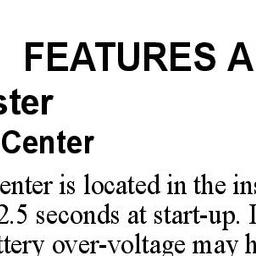 FEATURES A
ster
Center
enter is located in the ins
2.5 seconds at start-up. I
ttery over-voltage may h